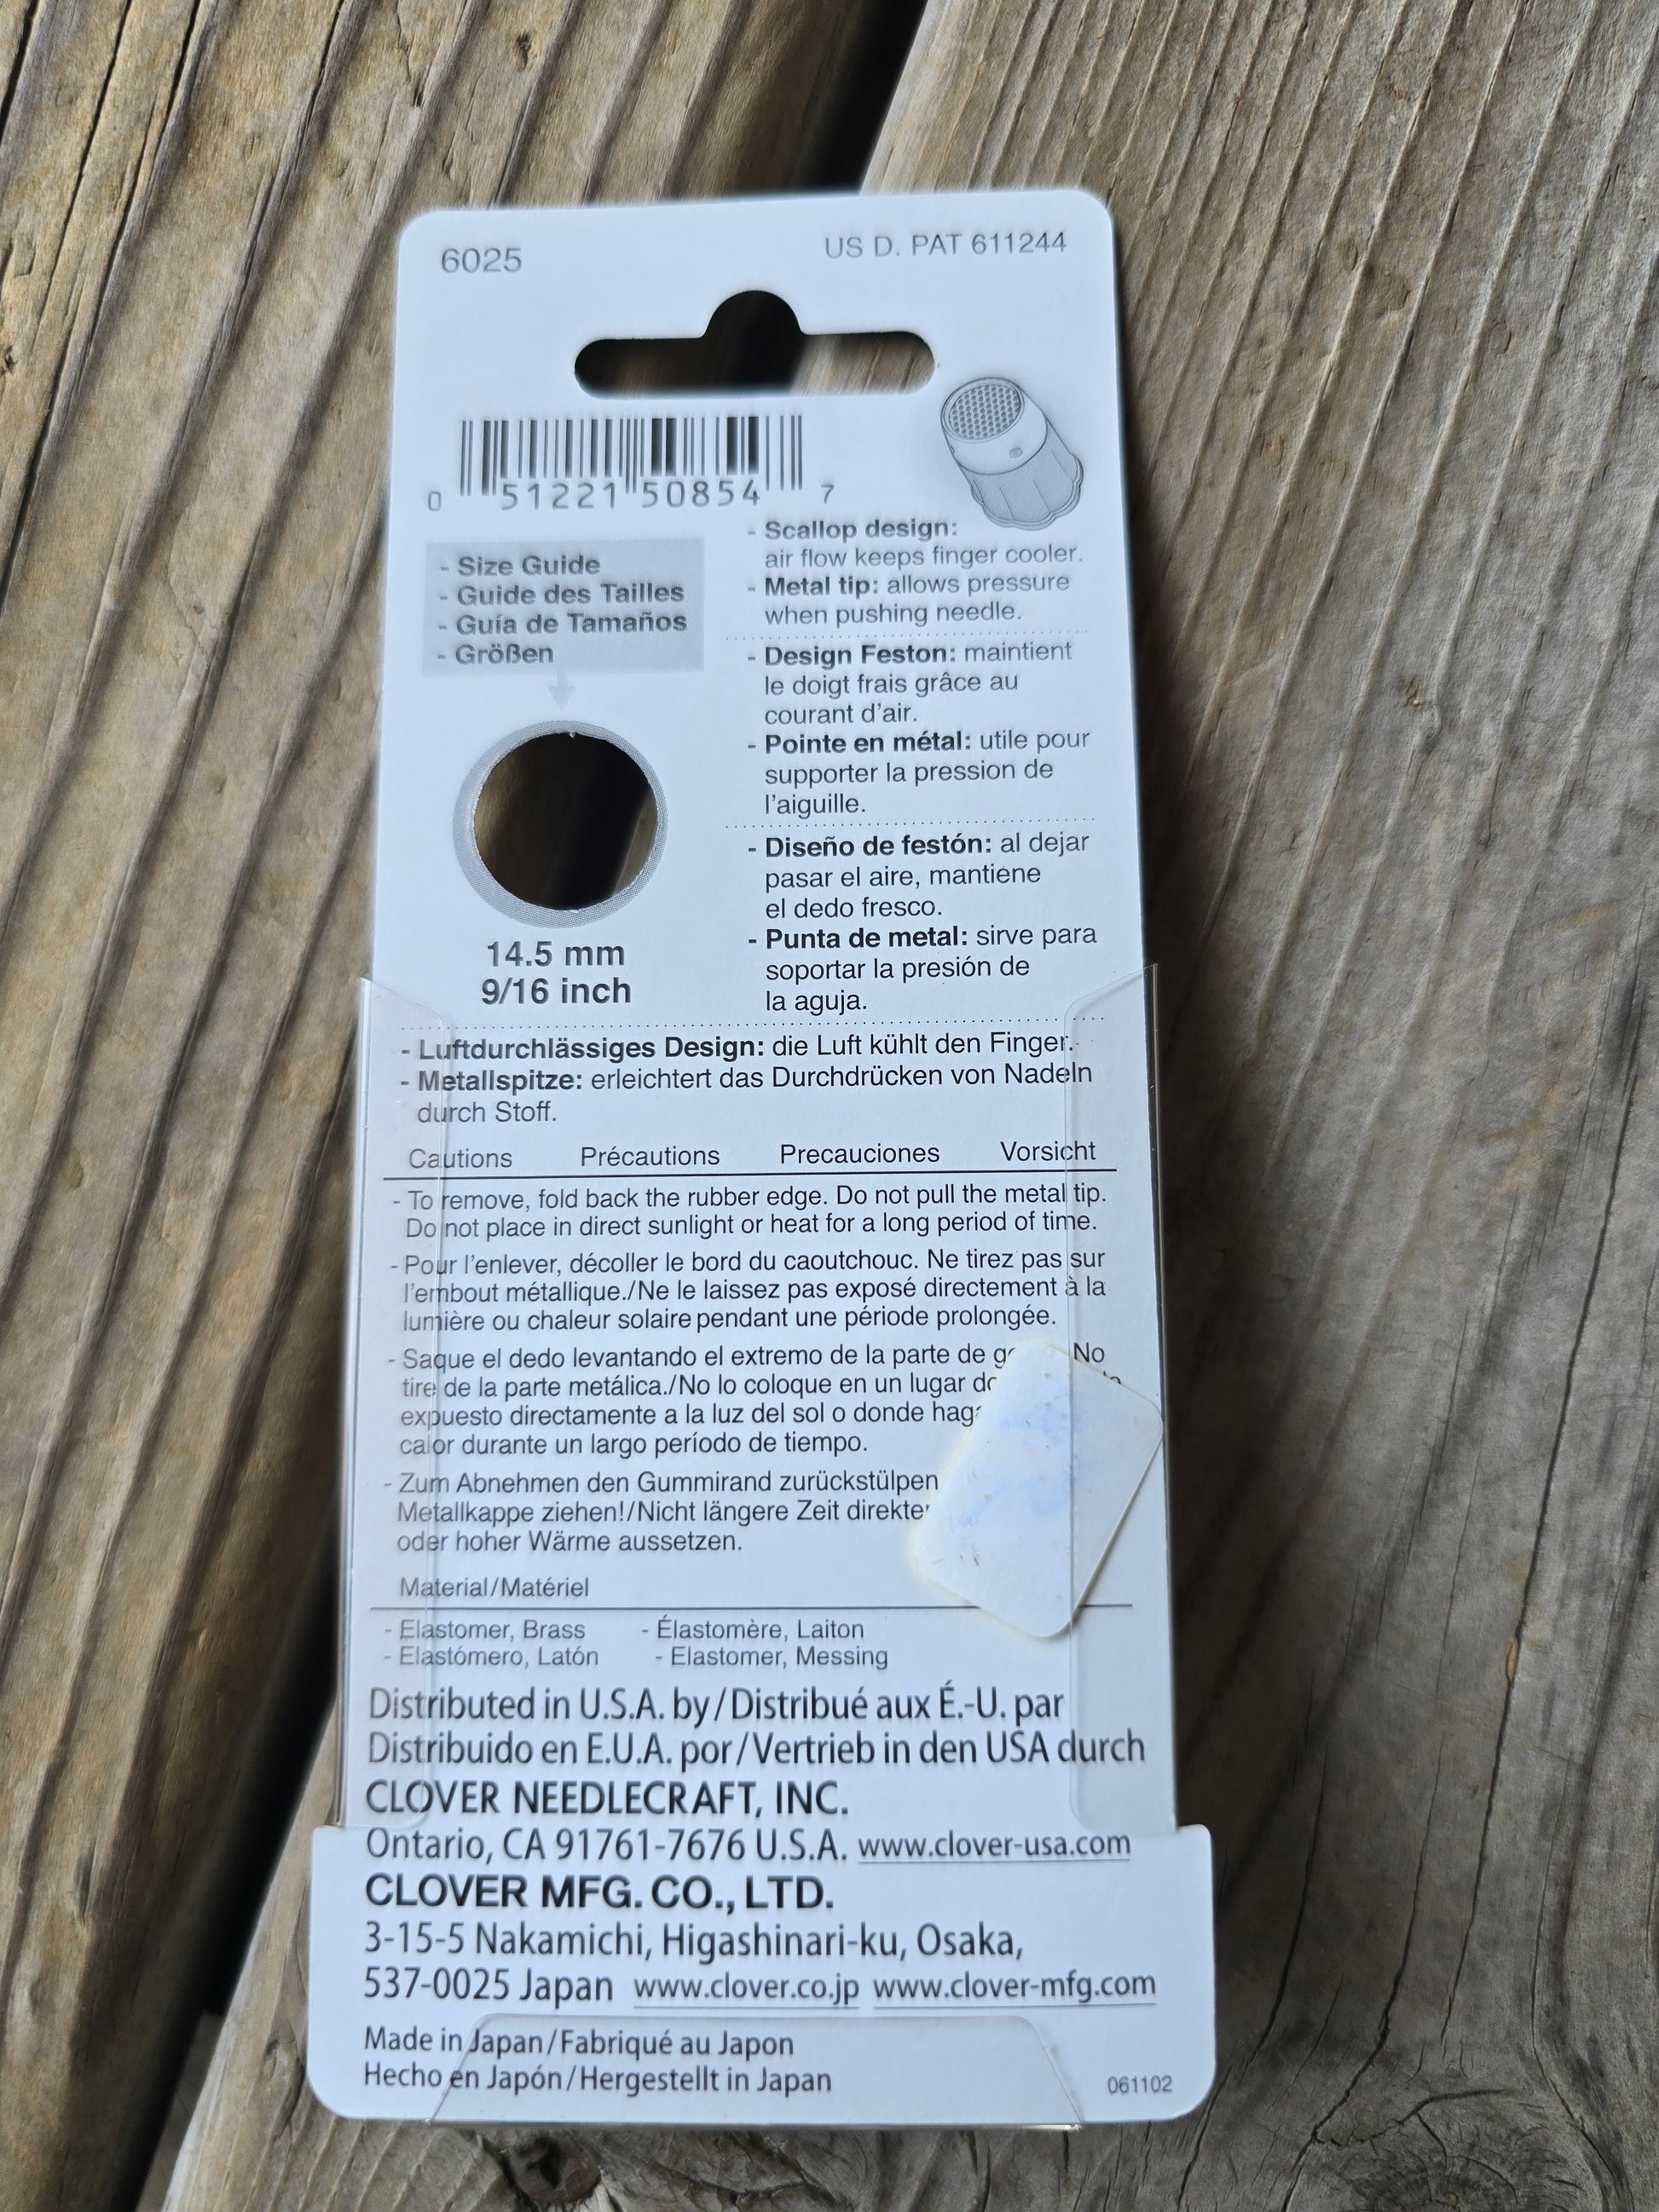 6025
US D. PAT 611244
0 51221 50854 7
- Size Guide
- Guide des Tailles
- Guía de Tamaños
- Größen
14.5 mm
9/16 inch
- Scallop design:
air flow keeps finger cooler.
- Metal tip: allows pressure
when pushing needle.
- Design Feston: maintient
le doigt frais grâce au
courant d'air.
- Pointe en métal: utile pour
supporter la pression de
l'aiguille.
- Diseño de festón: al dejar
pasar el aire, mantiene
el dedo fresco.
- Punta de metal: sirve para
soportar la presión de
la aguja.
- Luftdurchlässiges Design: die Luft kühlt den Finger.
- Metallspitze: erleichtert das Durchdrücken von Nadeln
durch Stoff.
Cautions Précautions Precauciones Vorsicht
- To remove, fold back the rubber edge. Do not pull the metal tip.
Do not place in direct sunlight or heat for a long period of time.
- Pour l'enlever, décoller le bord du caoutchouc. Ne tirez pas sur
l'embout métallique./Ne le laissez pas exposé directement à la
lumière ou chaleur solaire pendant une période prolongée.
- Saque el dedo levantando el extremo de la parte de No
tire de la parte metálica./No lo coloque en un lugar
expuesto directamente a la luz del sol o donde
calor durante un largo período de tiempo.
- Zum Abnehmen den Gummirand zurückstülpen
Metallkappe ziehen!/Nicht längere Zeit
oder hoher Wärme aussetzen.
Material/Matériel
- Elastomer, Brass - Élastomère, Laiton
- Elastómero, Latón - Elastomer, Messing
Distributed in U.S.A. by/Distribué aux É.-U. par
Distribuido en E.U.A. por/Vertrieb in den USA durch
CLOVER NEEDLECRAFT, INC.
Ontario, CA 91761-7676 U.S.A. www.clover-usa.com
CLOVER MFG. CO., LTD.
3-15-5 Nakamichi, Higashinari-ku, Osaka,
537-0025 Japan www.clover.co.jp www.clover-mfg.com
Made in Japan/Fabriqué au Japon
Hecho en Japón/Hergestellt in Japan
061102